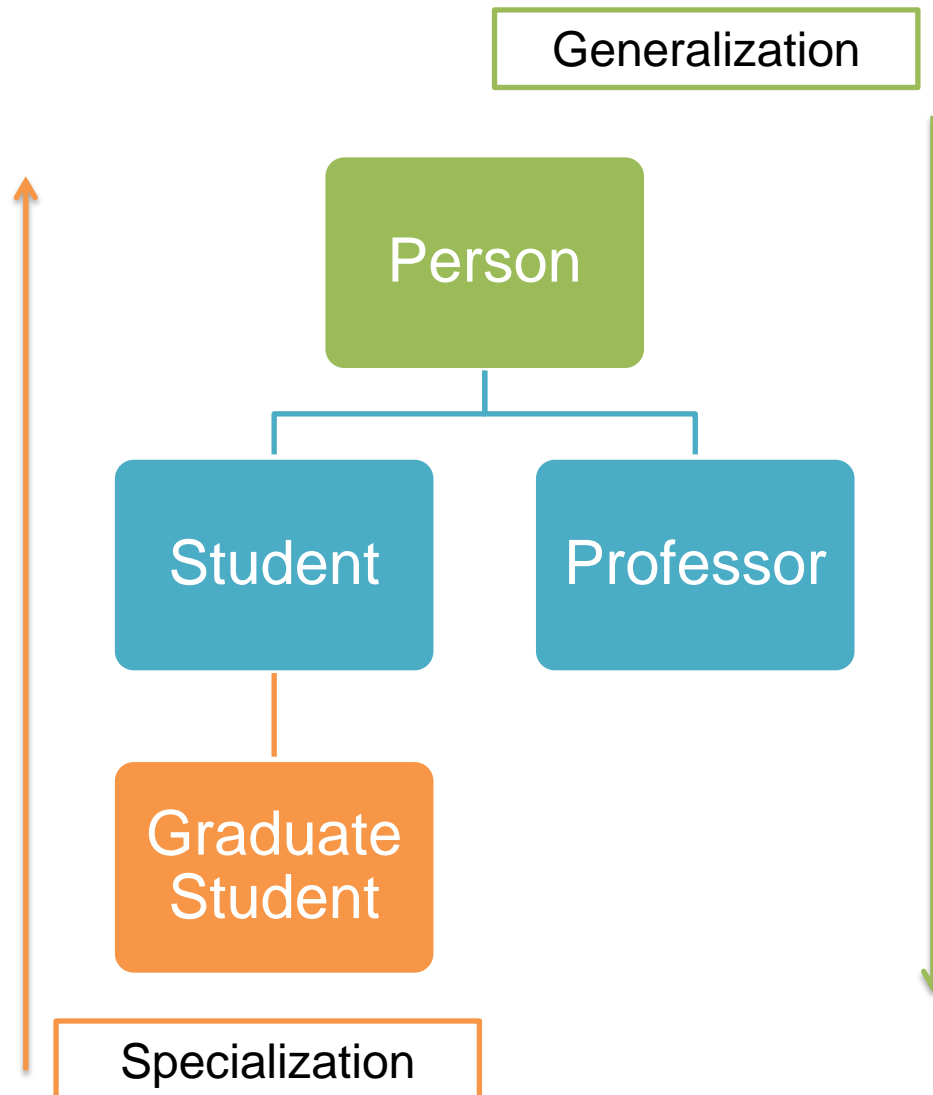 Generalization
Person
Student
Professor
Graduate
Student
Specialization